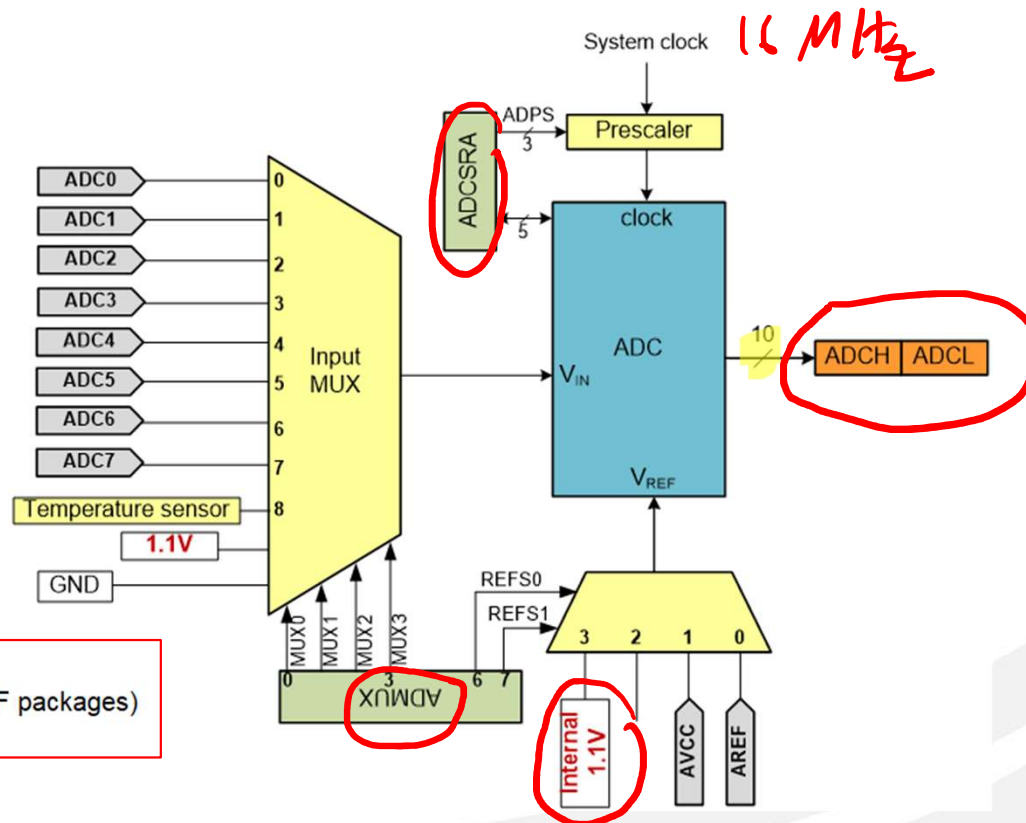 System clock 16 MHz
ADPS
3
Prescaler
ADCSRA
5
clock
ADC0
ADC1
ADC2
ADC3
ADC4
ADC5
ADC6
ADC7
Temperature sensor
1.1V
GND
0
1
2
3
4
5
6
7
8
Input
MUX
VIN
ADC
VREF
10
ADCH ADCL
MUX0
MUX1
MUX2
MUX3
0 3 6 7
ADMUX
REFS0
REFS1
3 2 1 0
Internal
1.1V
AVCC
AREF
F packages)